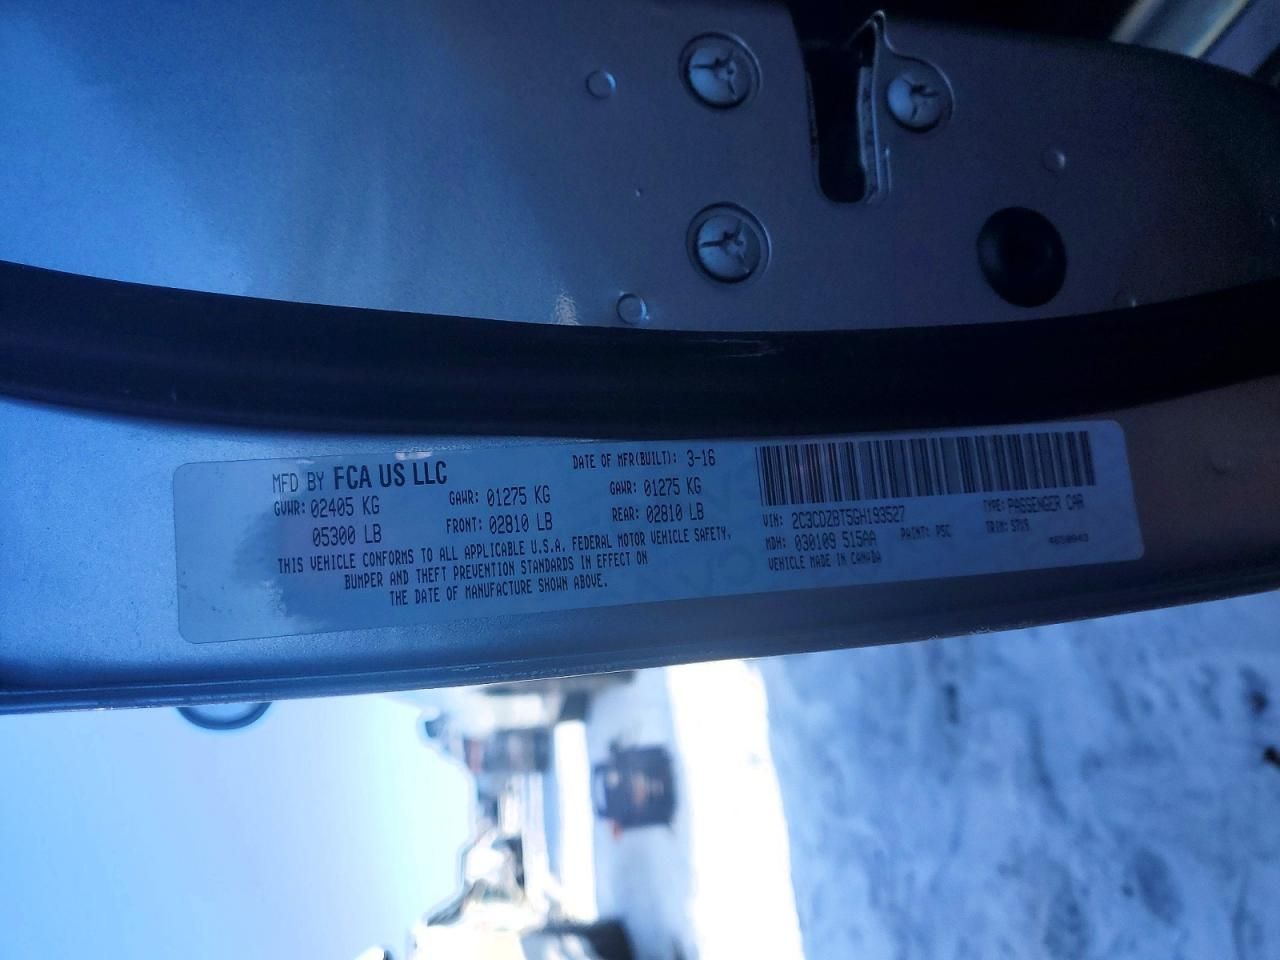 MFD BY FCA US LLC
DATE OF MFR(BUILT): 3-16
GVWR: 02405 KG
GAWR: 01275 KG
GAWR: 01275 KG
05300 LB
FRONT: 02810 LB
REAR: 02810 LB
THIS VEHICLE CONFORMS TO ALL APPLICABLE U.S.A. FEDERAL MOTOR VEHICLE SAFETY,
BUMPER AND THEFT PREVENTION STANDARDS IN EFFECT ON
THE DATE OF MANUFACTURE SHOWN ABOVE.
VIN: 2C3CDZBT5GH193527
TYPE: PASSENGER CAR
MDH: 030109 515AA
PAINT: PSC
TRIM:
VEHICLE MADE IN CANADA